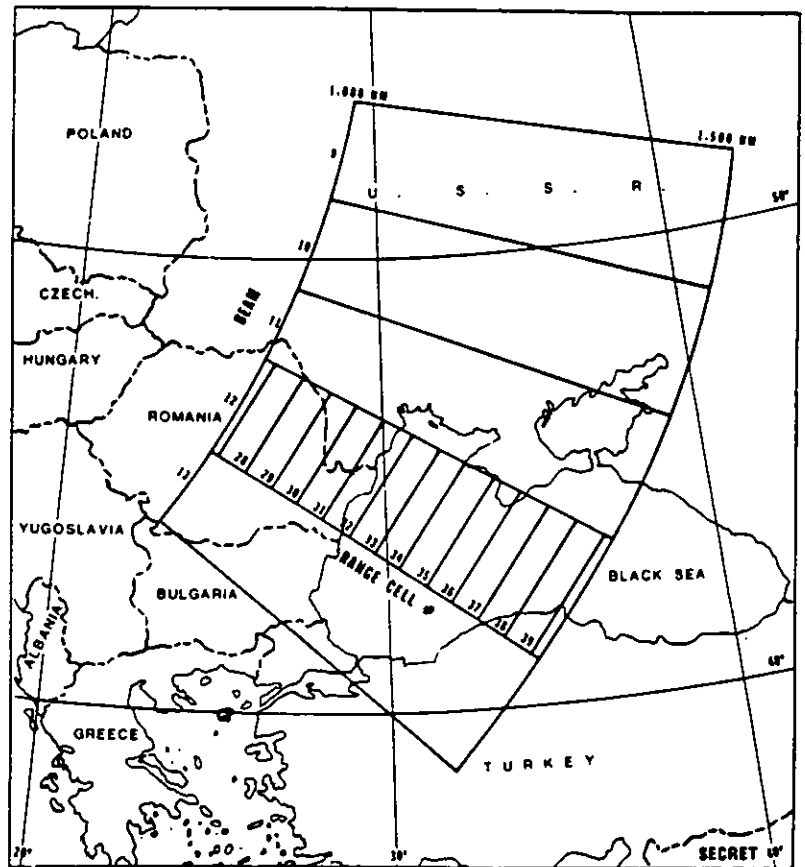 1.000 NM
1.500 NM
POLAND
9
U. S. S. R.
50°
10
CZECH.
BEAM
11
HUNGARY
12
ROMANIA
13
28
29
30
31
32
33
34
35
36
37
38
39
RANGE CELL #
YUGOSLAVIA
BLACK SEA
BULGARIA
ALBANIA
40°
GREECE
TURKEY
20°
30°
SECRET 40°